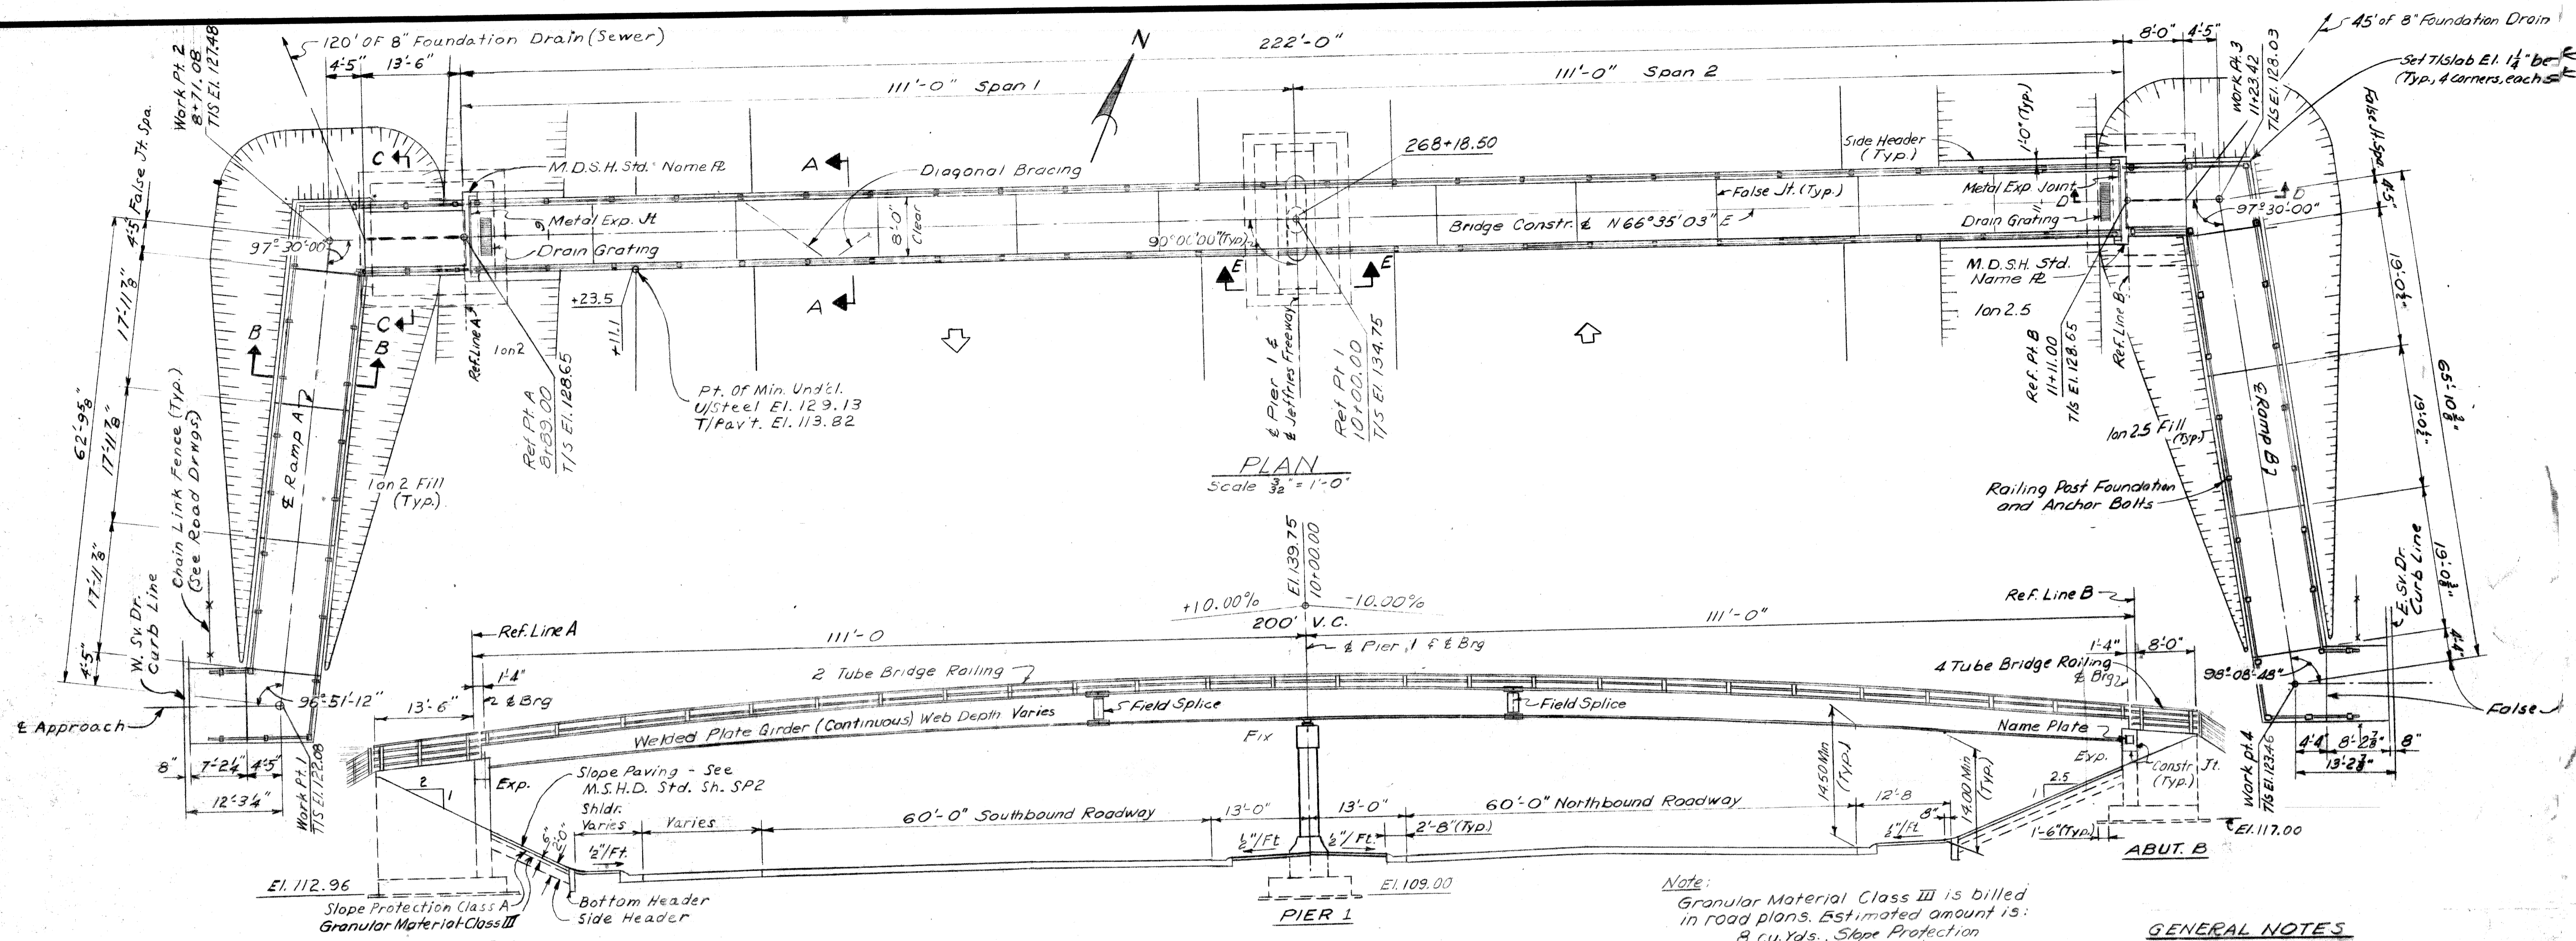 120' OF 8" Foundation Drain (Sewer)
N
222'-0"
8'-0" 4'-5"
45' of 8" Foundation Drain
Work Pt. 2
8+71.08
T/S El. 127.48
4'-5" 13'-6"
111'-0" Span 1
111'-0" Span 2
Work Pt. 3
11+23.42
T/S El. 128.03
Set T/slab El. 1¼" be
(Typ., 4 corners, each
False Jt. Spa.
4'-5"
C
M.D.S.H. Std. Name PL
A
Diagonal Bracing
268+18.50
Side Header
(Typ.)
1'-0" (Typ.)
False Jt. Spa.
4'-5"
97°30'00"
9
Metal Exp. Jt
Drain Grating
8'-0"
Clear
90°00'00" (Typ)
False Jt. (Typ.)
Bridge Constr. ℄ N66°35'03" E
Metal Exp. Joint
11
D
Drain Grating
D
97°30'-00"
17'-11⅞"
B
B
C
Ref. Line A
1 on 2
+23.5
+11.1
A
E
E
M.D.S.H. Std.
Name PL
1 on 2.5
Ref. Line B
19'-0½"
Pt. Of Min. Und'cl.
U/Steel El. 129.13
T/Pav't. El. 113.82
Ref Pt. A
8+89.00
T/S El. 128.65
℄ Pier 1 &
℄ Jeffries Freeway
Ref Pt 1
10+00.00
T/S El. 134.75
Ref. Pt. B
11+11.00
T/S El. 128.65
62'-9⅝"
17'-11⅞"
17'-11⅞"
4'-5"
Chain Link Fence (Typ.)
(See Road Drwgs.)
℄ Ramp A
1 on 2 Fill
(Typ.)
PLAN
Scale 3/32" = 1'-0"
1 on 2.5 Fill
(Typ.)
℄ Ramp B
65'-10⅜"
19'-0½"
19'-0⅜"
4'-4"
Railing Post Foundation
and Anchor Bolts
W. Sv. Dr.
Curb Line
E. Sv. Dr.
Curb Line
El. 139.75
10+00.00
+10.00% -10.00%
200' V.C.
Ref. Line A
111'-0
111'-0"
Ref. Line B
℄ Pier 1 & ℄ Brg
1'-4"
2 Tube Bridge Railing
1'-4" 8'-0"
4 Tube Bridge Railing
℄ Brg
96°-51'-12"
13'-6"
℄ Brg
Field Splice
Field Splice
98°-08'-48"
℄ Approach
Welded Plate Girder (Continuous) Web Depth Varies
Name Plate
False
Fix
8" 7'-2¼" 4'-5"
12'-3¼"
Work Pt. 1
T/S El. 122.08
2
1
Exp.
Slope Paving - See
M.S.H.D. Std. Sh. SP2
14.50 Min
(Typ.)
14.00 Min
(Typ.)
Exp.
Constr. Jt.
(Typ.)
2.5
1
Work pt. 4
T/S El. 123.46
4'-4 8'-2⅞" 8"
13'-2⅞"
Shldr.
Varies
Varies
60'-0" Southbound Roadway
13'-0"
13'-0"
60'-0" Northbound Roadway
12'-8
8"
6"
2'-0"
½"/Ft.
½"/Ft
½"/Ft.
2'-8" (Typ.)
½"/Ft
1'-6" (Typ.)
El. 117.00
ABUT. B
El. 112.96
Slope Protection Class A
Granular Material-Class III
Bottom Header
Side Header
El. 109.00
PIER 1
Note:
Granular Material Class III is billed
in road plans. Estimated amount is:
8 cu. Yds., Slope Protection
GENERAL NOTES